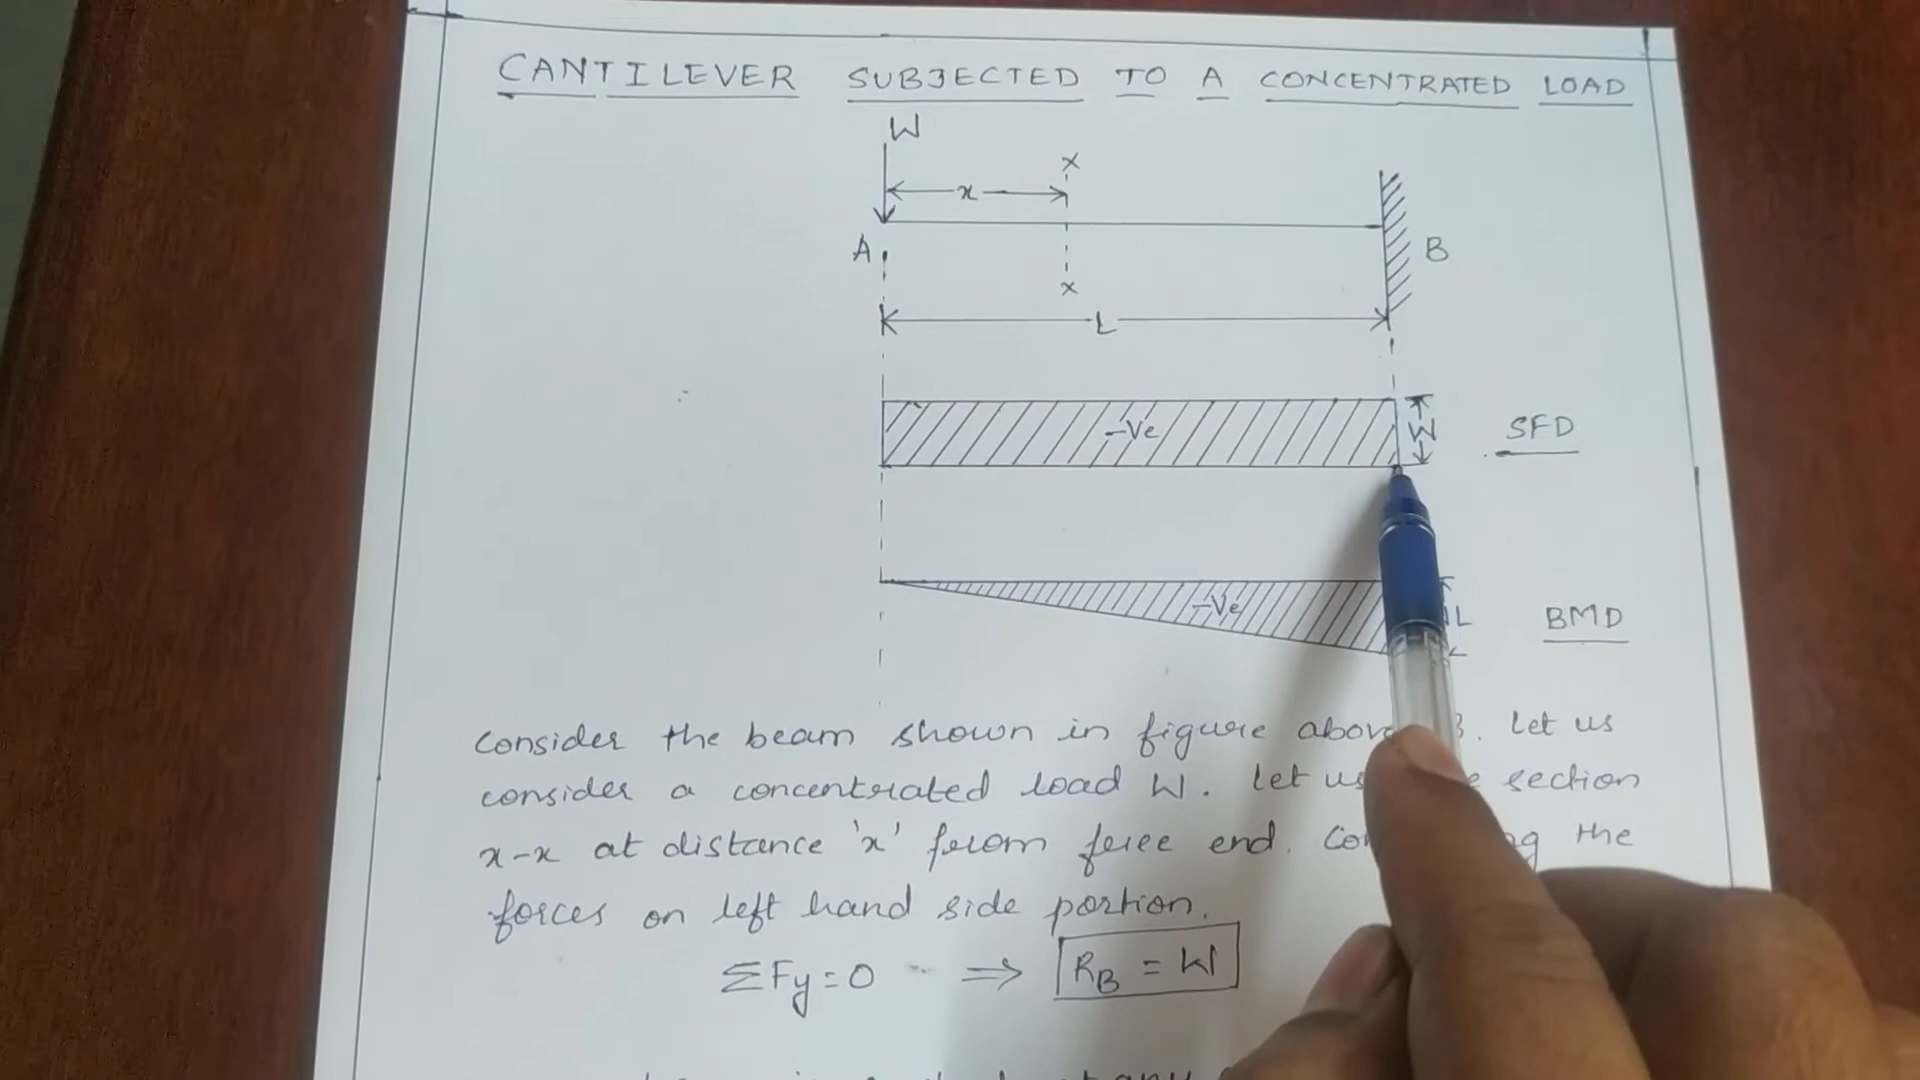 CANTILEVER SUBJECTED TO A CONCENTRATED LOAD
W
x
x
A
B
x
L
-Ve
W
SFD
-Ve
L
BMD
Consider the beam shown in figure above. Let us
consider a concentrated load W. Let us section
x-x at distance 'x' from free end. the
forces on left hand side portion.
ΣFy=0 ⇒ RB = W